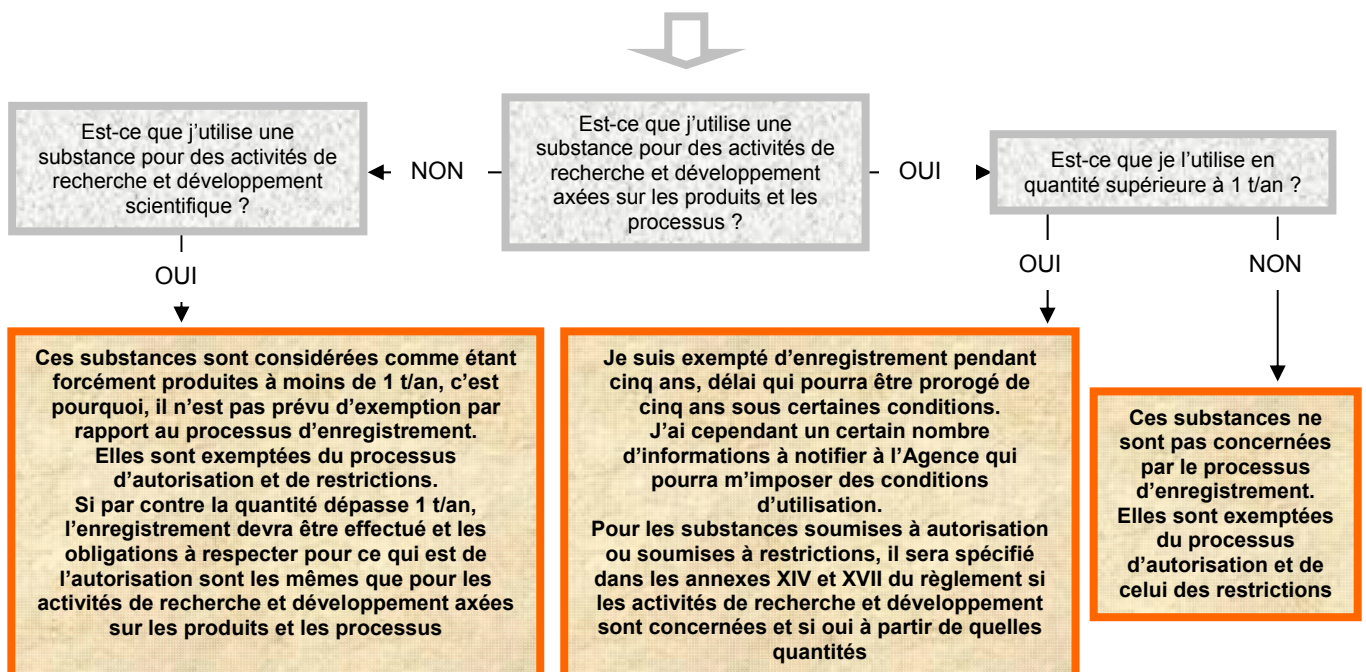 Est-ce que j'utilise une
substance pour des activités de
recherche et développement
scientifique ?
NON
Est-ce que j'utilise une
substance pour des activités de
recherche et développement
axées sur les produits et les
processus ?
OUI
Est-ce que je l'utilise en
quantité supérieure à 1 t/an ?
OUI
OUI
NON
Ces substances sont considérées comme étant
forcément produites à moins de 1 t/an, c'est
pourquoi, il n'est pas prévu d'exemption par
rapport au processus d'enregistrement.
Elles sont exemptées du processus
d'autorisation et de restrictions.
Si par contre la quantité dépasse 1 t/an,
l'enregistrement devra être effectué et les
obligations à respecter pour ce qui est de
l'autorisation sont les mêmes que pour les
activités de recherche et développement axées
sur les produits et les processus
Je suis exempté d'enregistrement pendant
cinq ans, délai qui pourra être prorogé de
cinq ans sous certaines conditions.
J'ai cependant un certain nombre
d'informations à notifier à l'Agence qui
pourra m'imposer des conditions
d'utilisation.
Pour les substances soumises à autorisation
ou soumises à restrictions, il sera spécifié
dans les annexes XIV et XVII du règlement si
les activités de recherche et développement
sont concernées et si oui à partir de quelles
quantités
Ces substances ne
sont pas concernées
par le processus
d'enregistrement.
Elles sont exemptées
du processus
d'autorisation et de
celui des restrictions